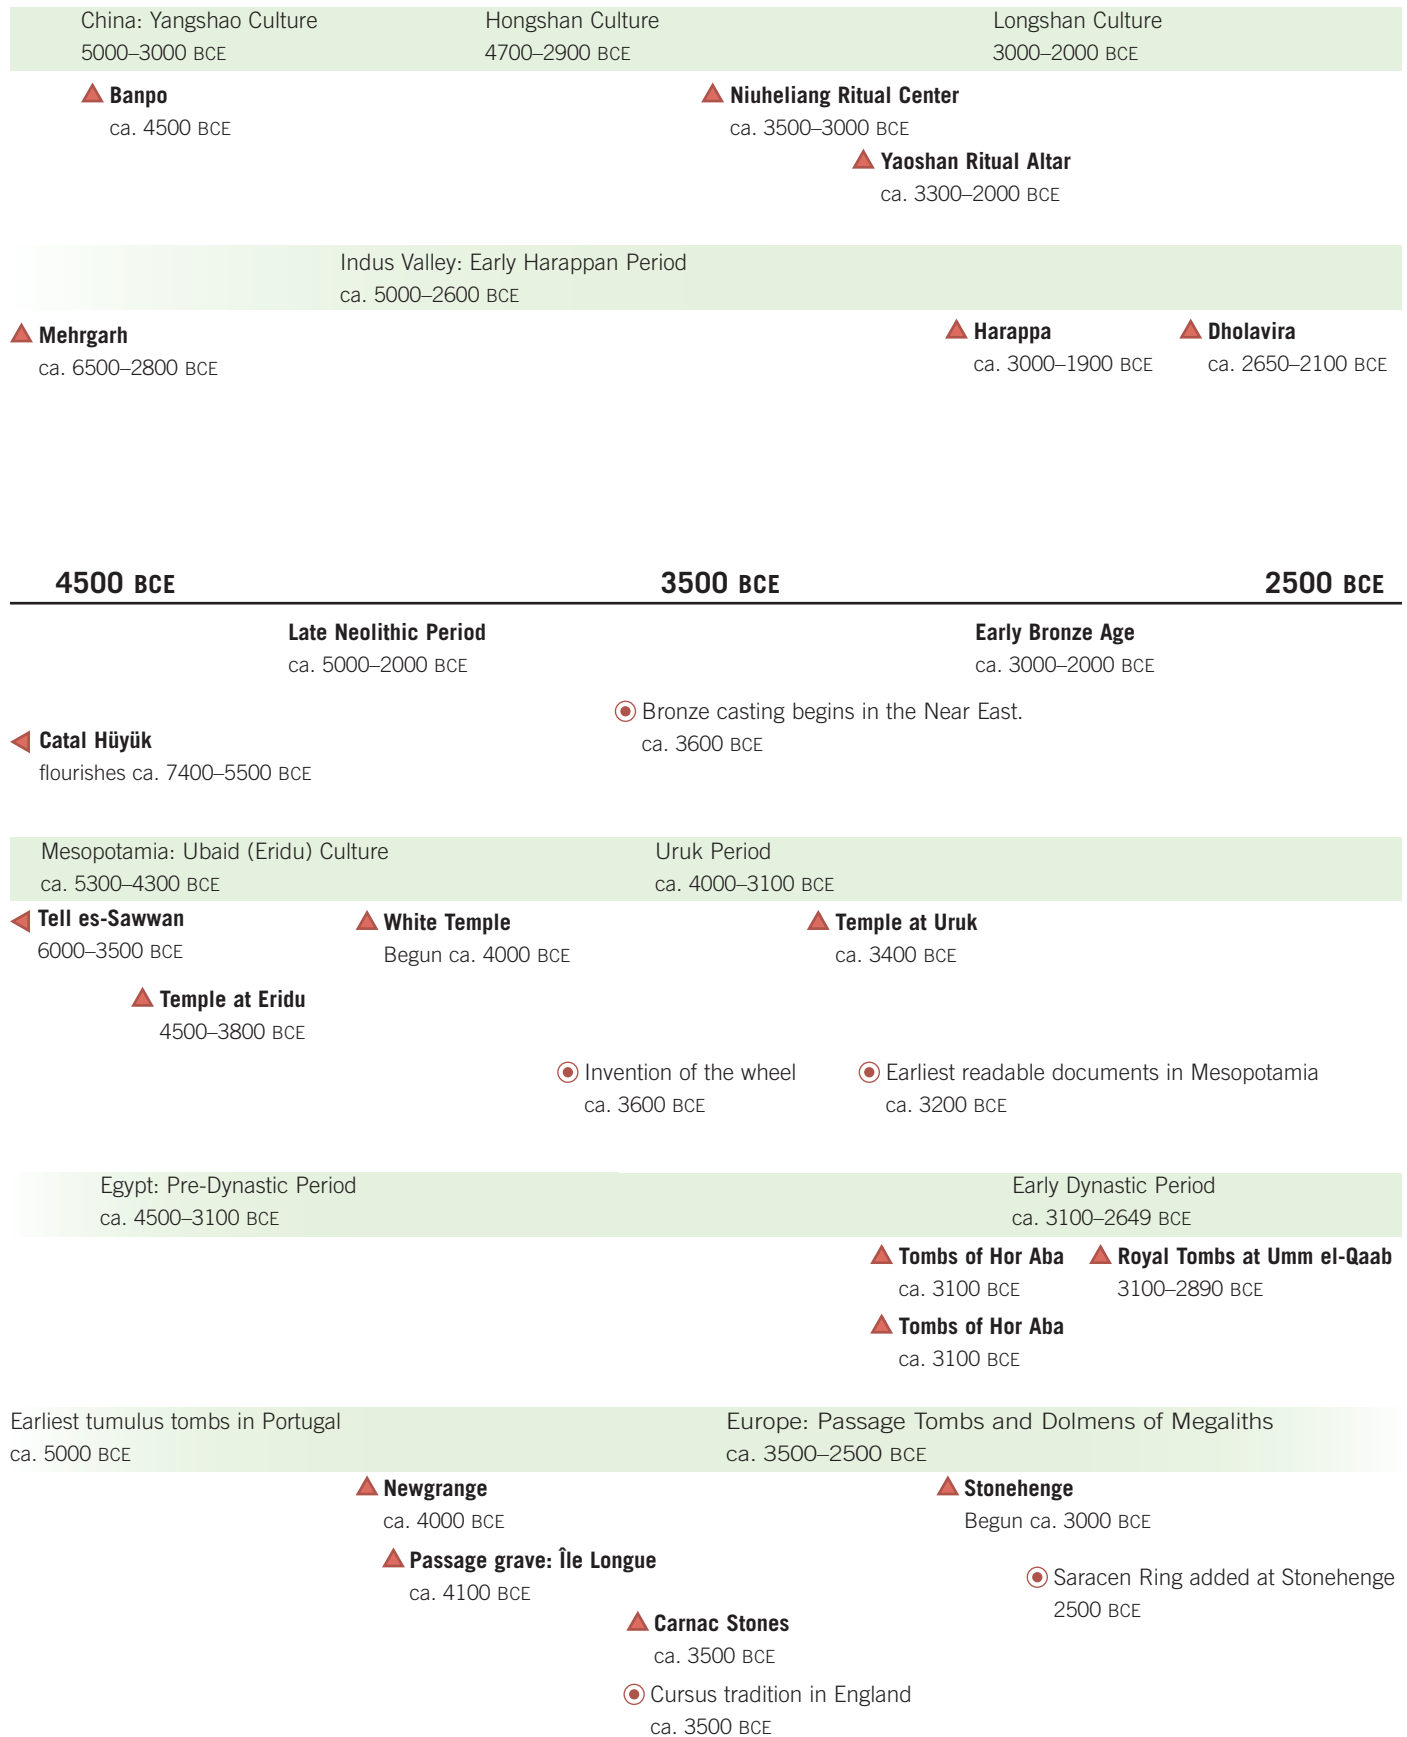 China: Yangshao Culture
5000–3000 BCE
Hongshan Culture
4700–2900 BCE
Longshan Culture
3000–2000 BCE
Banpo
ca. 4500 BCE
Niuheliang Ritual Center
ca. 3500–3000 BCE
Yaoshan Ritual Altar
ca. 3300–2000 BCE
Indus Valley: Early Harappan Period
ca. 5000–2600 BCE
Mehrgarh
ca. 6500–2800 BCE
Harappa
ca. 3000–1900 BCE
Dholavira
ca. 2650–2100 BCE
4500 BCE
3500 BCE
2500 BCE
Late Neolithic Period
ca. 5000–2000 BCE
Early Bronze Age
ca. 3000–2000 BCE
Bronze casting begins in the Near East.
ca. 3600 BCE
Catal Hüyük
flourishes ca. 7400–5500 BCE
Mesopotamia: Ubaid (Eridu) Culture
ca. 5300–4300 BCE
Uruk Period
ca. 4000–3100 BCE
Tell es-Sawwan
6000–3500 BCE
White Temple
Begun ca. 4000 BCE
Temple at Uruk
ca. 3400 BCE
Temple at Eridu
4500–3800 BCE
Invention of the wheel
ca. 3600 BCE
Earliest readable documents in Mesopotamia
ca. 3200 BCE
Egypt: Pre-Dynastic Period
ca. 4500–3100 BCE
Early Dynastic Period
ca. 3100–2649 BCE
Tombs of Hor Aba
ca. 3100 BCE
Royal Tombs at Umm el-Qaab
3100–2890 BCE
Tombs of Hor Aba
ca. 3100 BCE
Earliest tumulus tombs in Portugal
ca. 5000 BCE
Europe: Passage Tombs and Dolmens of Megaliths
ca. 3500–2500 BCE
Newgrange
ca. 4000 BCE
Stonehenge
Begun ca. 3000 BCE
Passage grave: Île Longue
ca. 4100 BCE
Saracen Ring added at Stonehenge
2500 BCE
Carnac Stones
ca. 3500 BCE
Cursus tradition in England
ca. 3500 BCE